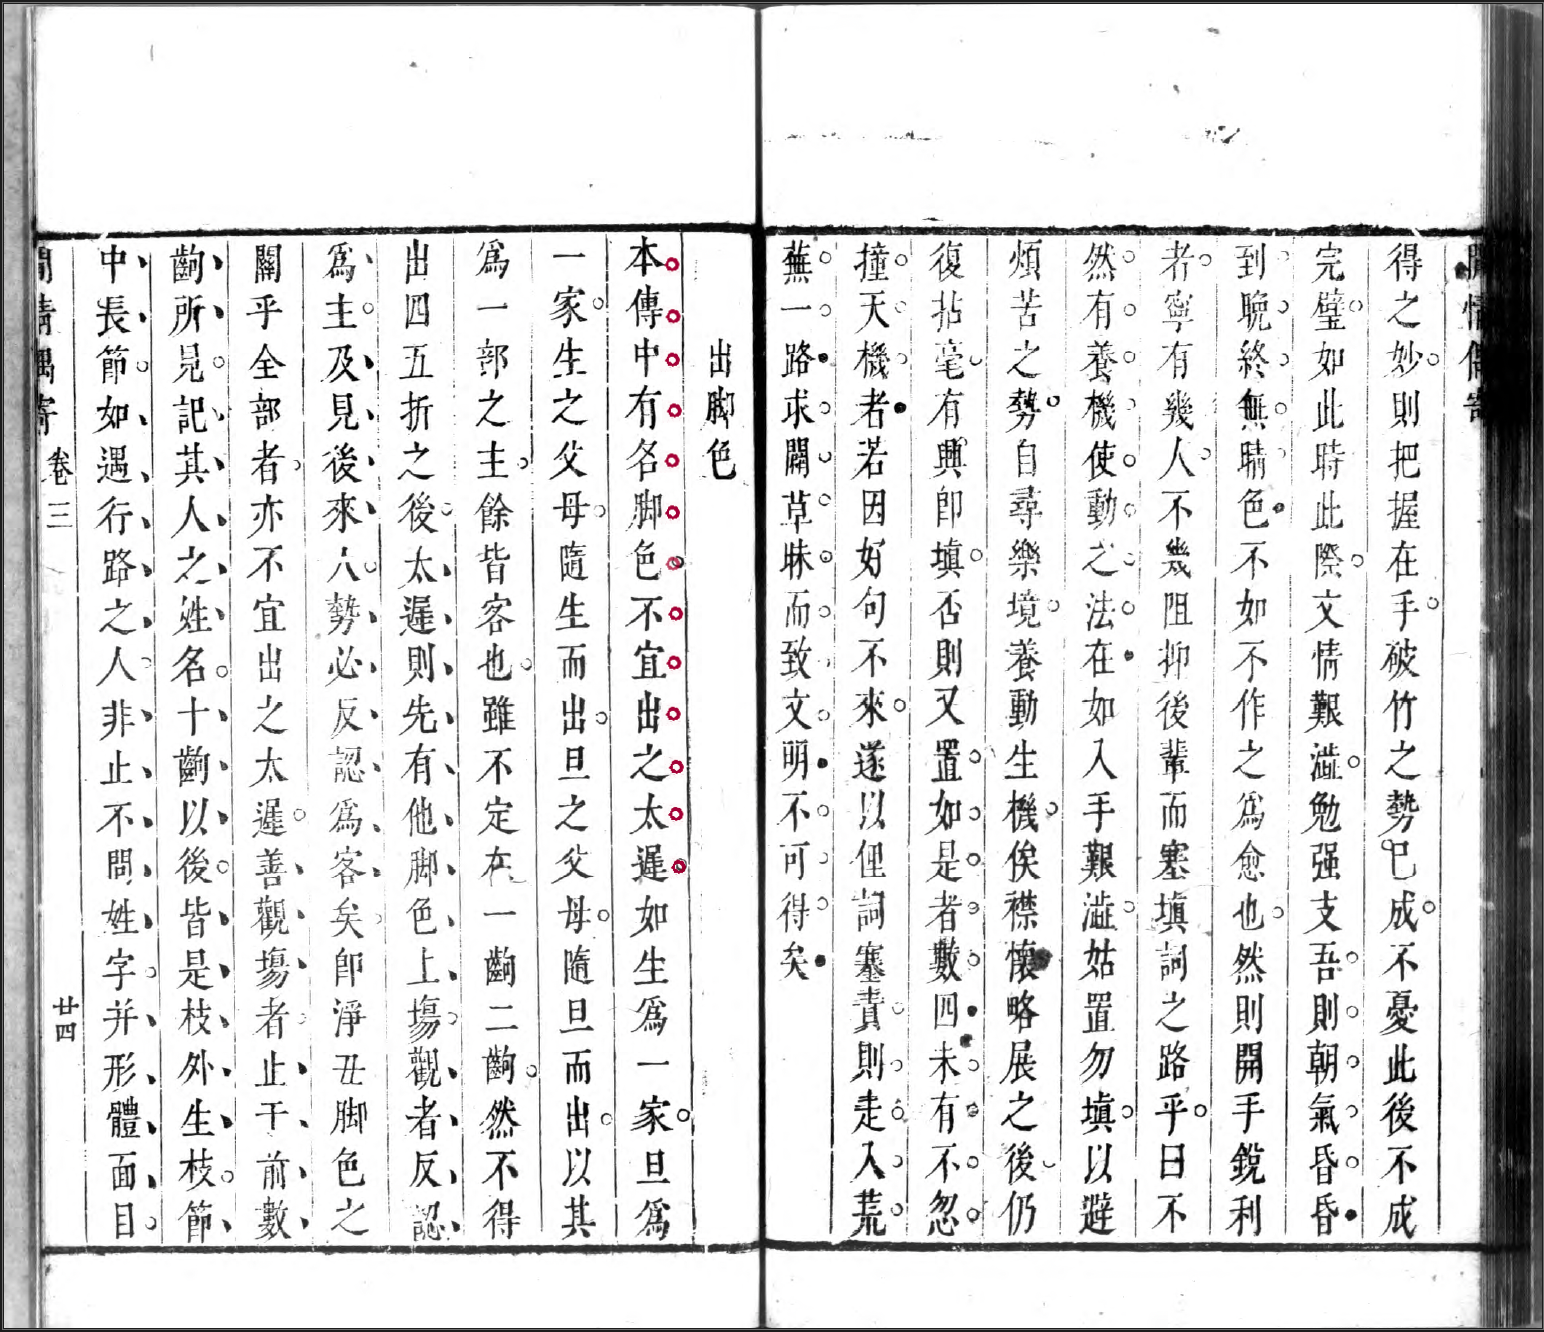 閒情偶寄
得之妙則把握在手破竹之勢已成不憂此後不成
完璧如此時此際文情艱澁勉强支吾則朝氣昏昏
到晚終無晴色不如不作之爲愈也然則開手銳利
者寧有幾人不幾阻抑後輩而塞填詞之路乎曰不
然有養機使動之法在如入手艱澁姑置勿填以避
煩苦之勢自尋樂境養動生機俟襟懷略展之後仍
復拈毫有興卽填否則又置如是者數四未有不忽
撞天機者若因好句不來遂以俚詞塞責則走入荒
蕪一路求闢草昧而致文明不可得矣
出脚色
本傳中有名脚色不宜出之太遲如生爲一家旦爲
一家生之父母隨生而出旦之父母隨旦而出以其
爲一部之主餘皆客也雖不定在一齣二齣然不得
出四五折之後太遲則先有他脚色上塲觀者反認
爲主及見後來人勢必反認爲客矣卽淨丑脚色之
關乎全部者亦不宜出之太遲善觀塲者止于前數
齣所見記其人之姓名十齣以後皆是枝外生枝節
中長節如遇行路之人非止不問姓字并形體面目
閒情偶寄 卷三 廿四